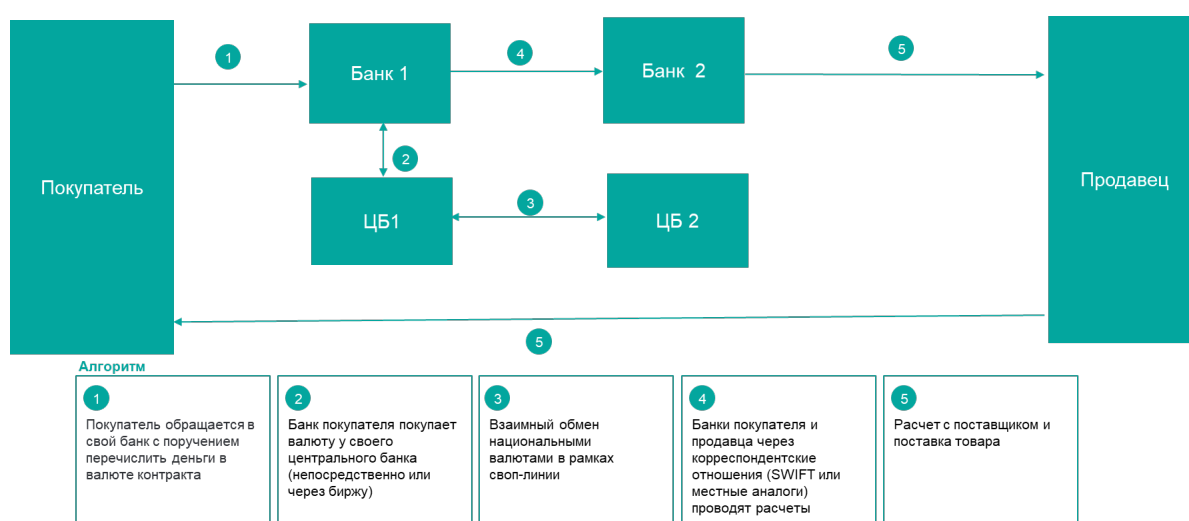 1
4
5
Банк 1
Банк 2
Покупатель
Продавец
2
ЦБ1
3
ЦБ 2
5
Алгоритм
1
Покупатель обращается в
свой банк с поручением
перечислить деньги в
валюте контракта
2
Банк покупателя покупает
валюту у своего
центрального банка
(непосредственно или
через биржу)
3
Взаимный обмен
национальными
валютами в рамках
своп-линии
4
Банки покупателя и
продавца через
корреспондентские
отношения (SWIFT или
местные аналоги)
проводят расчеты
5
Расчет с поставщиком и
поставка товара